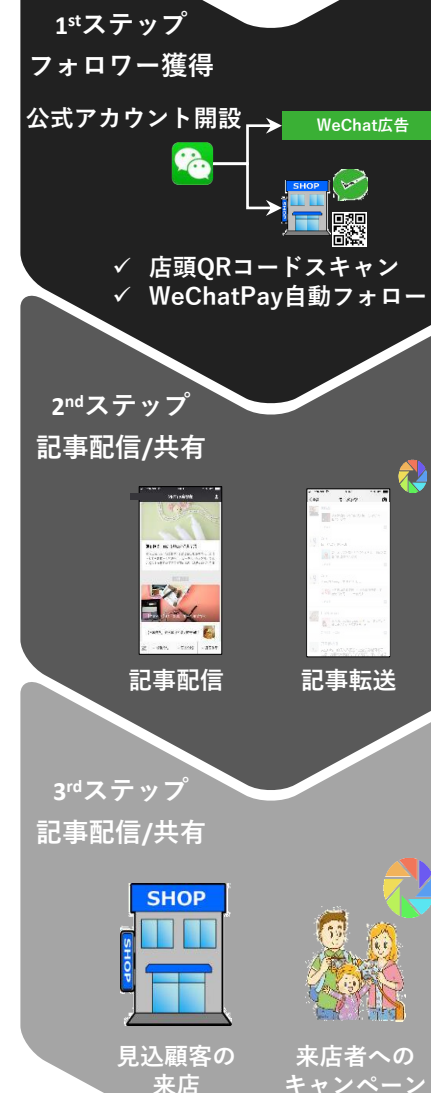 1stステップ
フォロワー獲得
公式アカウント開設
WeChat広告
SHOP
✓ 店頭QRコードスキャン
✓ WeChatPay自動フォロー
2ndステップ
記事配信/共有
記事配信
記事転送
3rdステップ
記事配信/共有
SHOP
SHOP
見込顧客の
来店
来店者への
キャンペーン